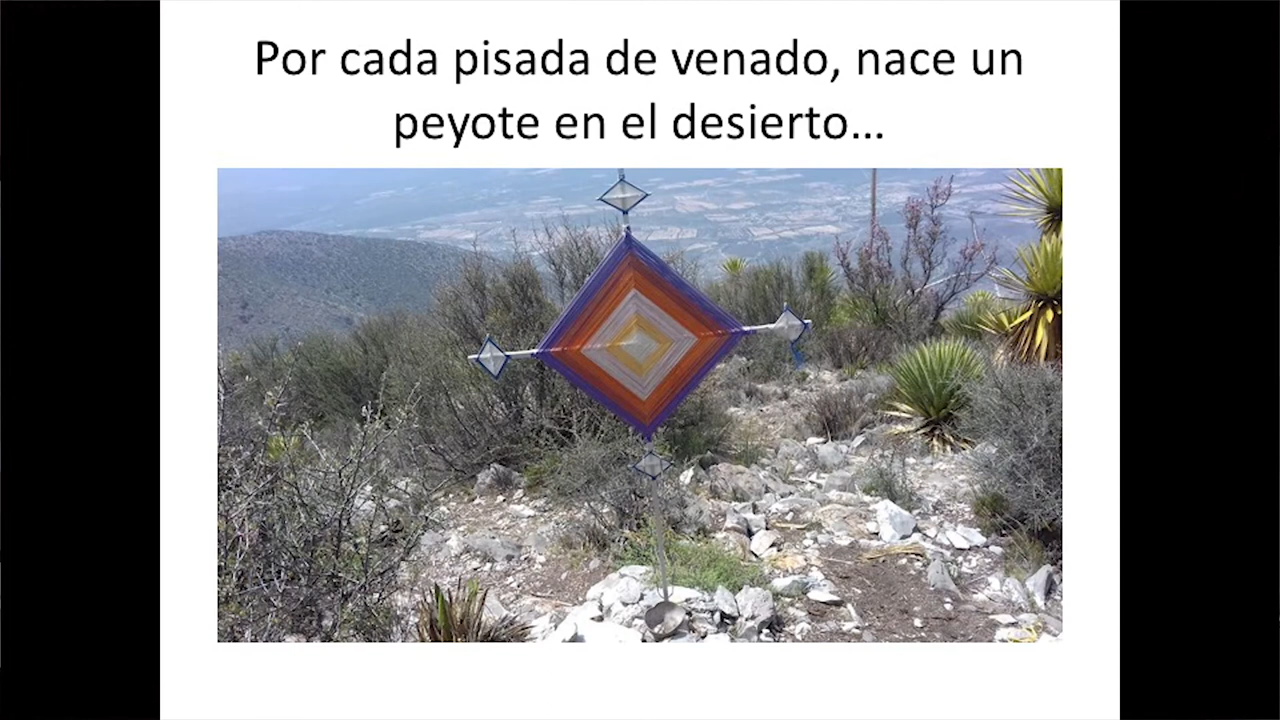 Por cada pisada de venado, nace un
peyote en el desierto...